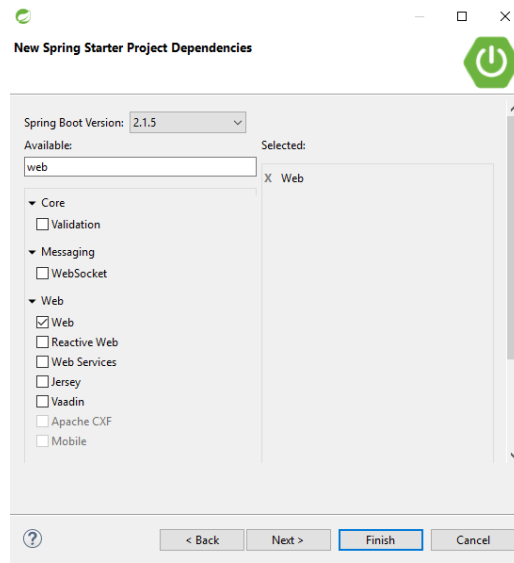 New Spring Starter Project Dependencies
Spring Boot Version: 2.1.5
Available:
Selected:
web
X Web
Core
Validation
Messaging
WebSocket
Web
Web
Reactive Web
Web Services
Jersey
Vaadin
Apache CXF
Mobile
?
< Back
Next >
Finish
Cancel